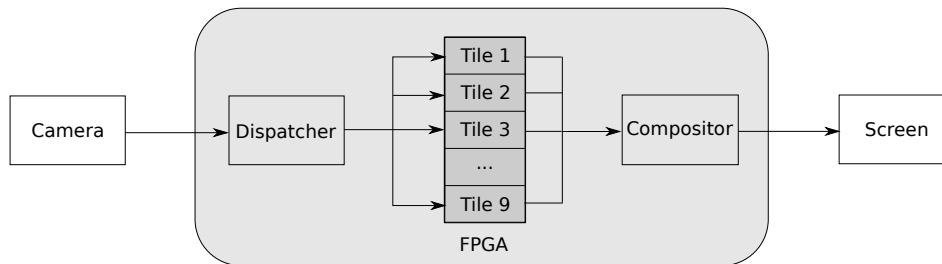 Camera
Dispatcher
Tile 1
Tile 2
Tile 3
...
Tile 9
FPGA
Compositor
Screen